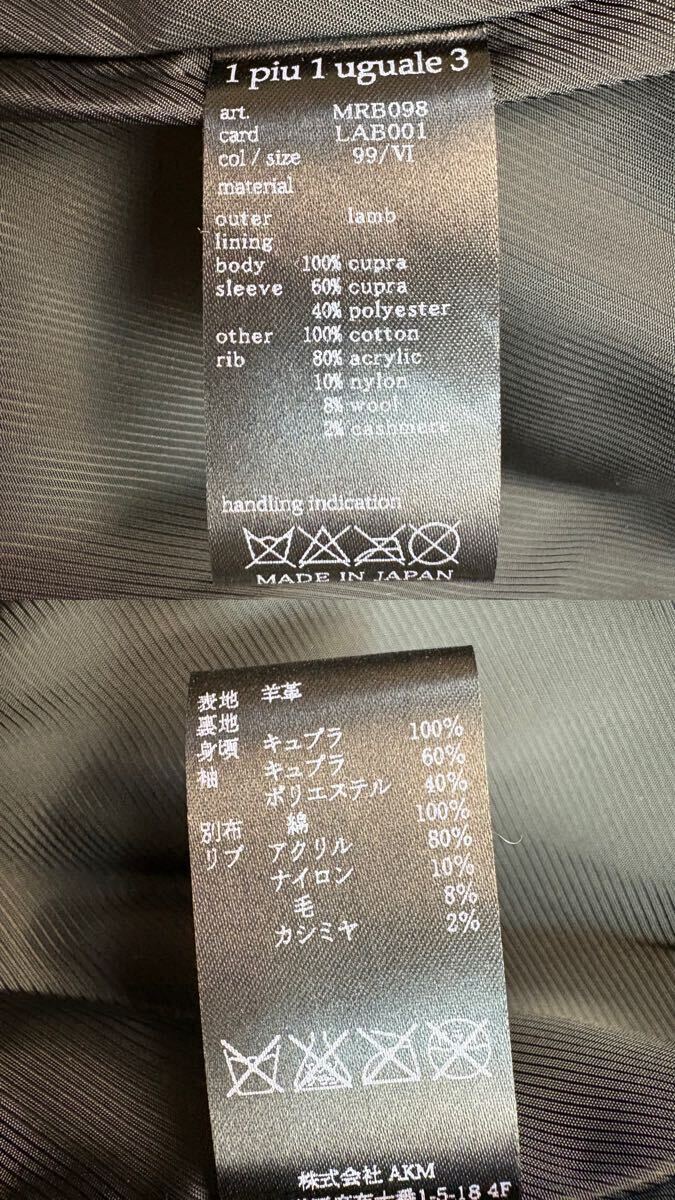 1 piu 1 uguale 3
art. MRB098
card LAB001
col / size 99/VI
material
outer lamb
lining
body 100% cupra
sleeve 60% cupra
40% polyester
other 100% cotton
rib 80% acrylic
10% nylon
8% wool
2% cashmere
handling indication
MADE IN JAPAN
表地 羊革
裏地
身頃 キュプラ 100%
袖 キュプラ 60%
ポリエステル 40%
別布 綿 100%
リブ アクリル 80%
ナイロン 10%
毛 8%
カシミヤ 2%
株式会社 AKM
1-5-18 4F